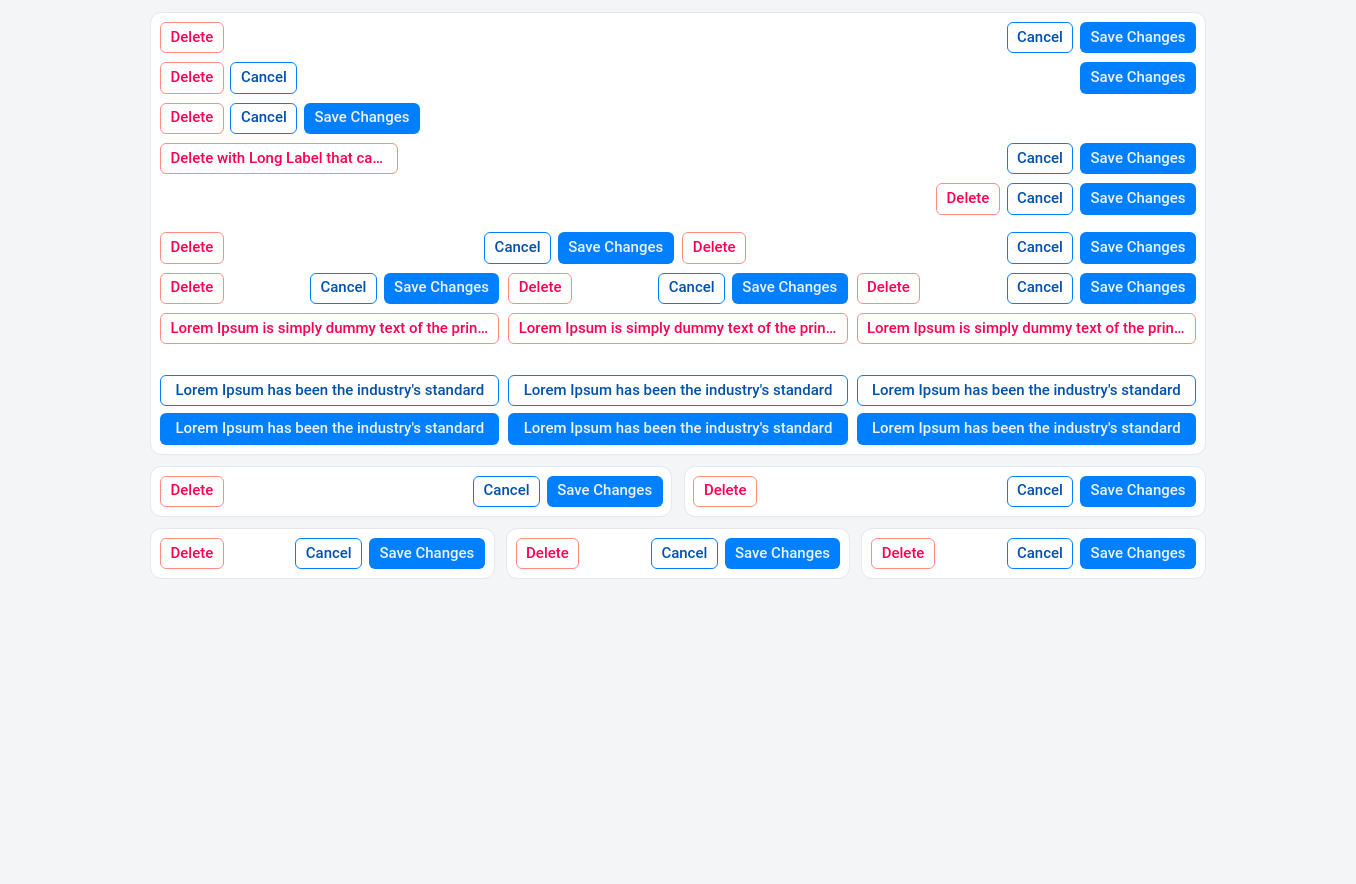 Delete Cancel Save Changes
Delete Cancel Save Changes
Delete Cancel Save Changes
Delete with Long Label that ca... Cancel Save Changes
Delete Cancel Save Changes
Delete Cancel Save Changes Delete Cancel Save Changes
Delete Cancel Save Changes Delete Cancel Save Changes Delete Cancel Save Changes
Lorem Ipsum is simply dummy text of the prin... Lorem Ipsum is simply dummy text of the prin... Lorem Ipsum is simply dummy text of the prin...
Lorem Ipsum has been the industry's standard Lorem Ipsum has been the industry's standard Lorem Ipsum has been the industry's standard
Lorem Ipsum has been the industry's standard Lorem Ipsum has been the industry's standard Lorem Ipsum has been the industry's standard
Delete Cancel Save Changes Delete Cancel Save Changes
Delete Cancel Save Changes Delete Cancel Save Changes Delete Cancel Save Changes